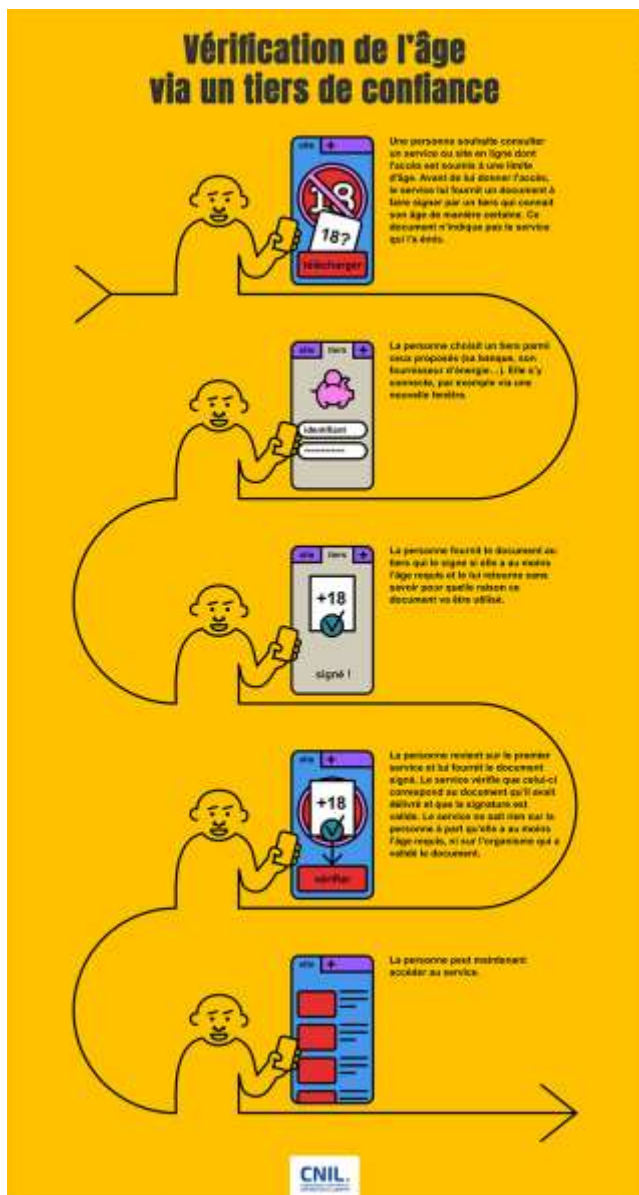 Vérification de l'âge
via un tiers de confiance
site +
18
18?
télécharger
Une personne souhaite consulter
un service ou site en ligne dont
l'accès est soumis à une limite
d'âge. Avant de lui donner l'accès,
le service lui fournit un document à
faire signer par un tiers qui connait
son âge de manière certaine. Ce
document n'indique pas le service
qui l'a émis.
site tiers +
identifiant
La personne choisit un tiers parmi
ceux proposés (sa banque, son
fournisseur d'énergie...). Elle s'y
connecte, par exemple via une
nouvelle fenêtre.
site tiers +
+18
signé !
La personne fournit le document au
tiers qui le signe si elle a au moins
l'âge requis et le lui retourne sans
savoir pour quelle raison ce
document va être utilisé.
site +
+18
vérifier
La personne revient sur le premier
service et lui fournit le document
signé. Le service vérifie que celui-ci
correspond au document qu'il avait
délivré et que la signature est
valide. Le service ne sait rien sur la
personne à part qu'elle a au moins
l'âge requis, ni sur l'organisme qui a
validé le document.
site +
La personne peut maintenant
accéder au service.
CNIL.